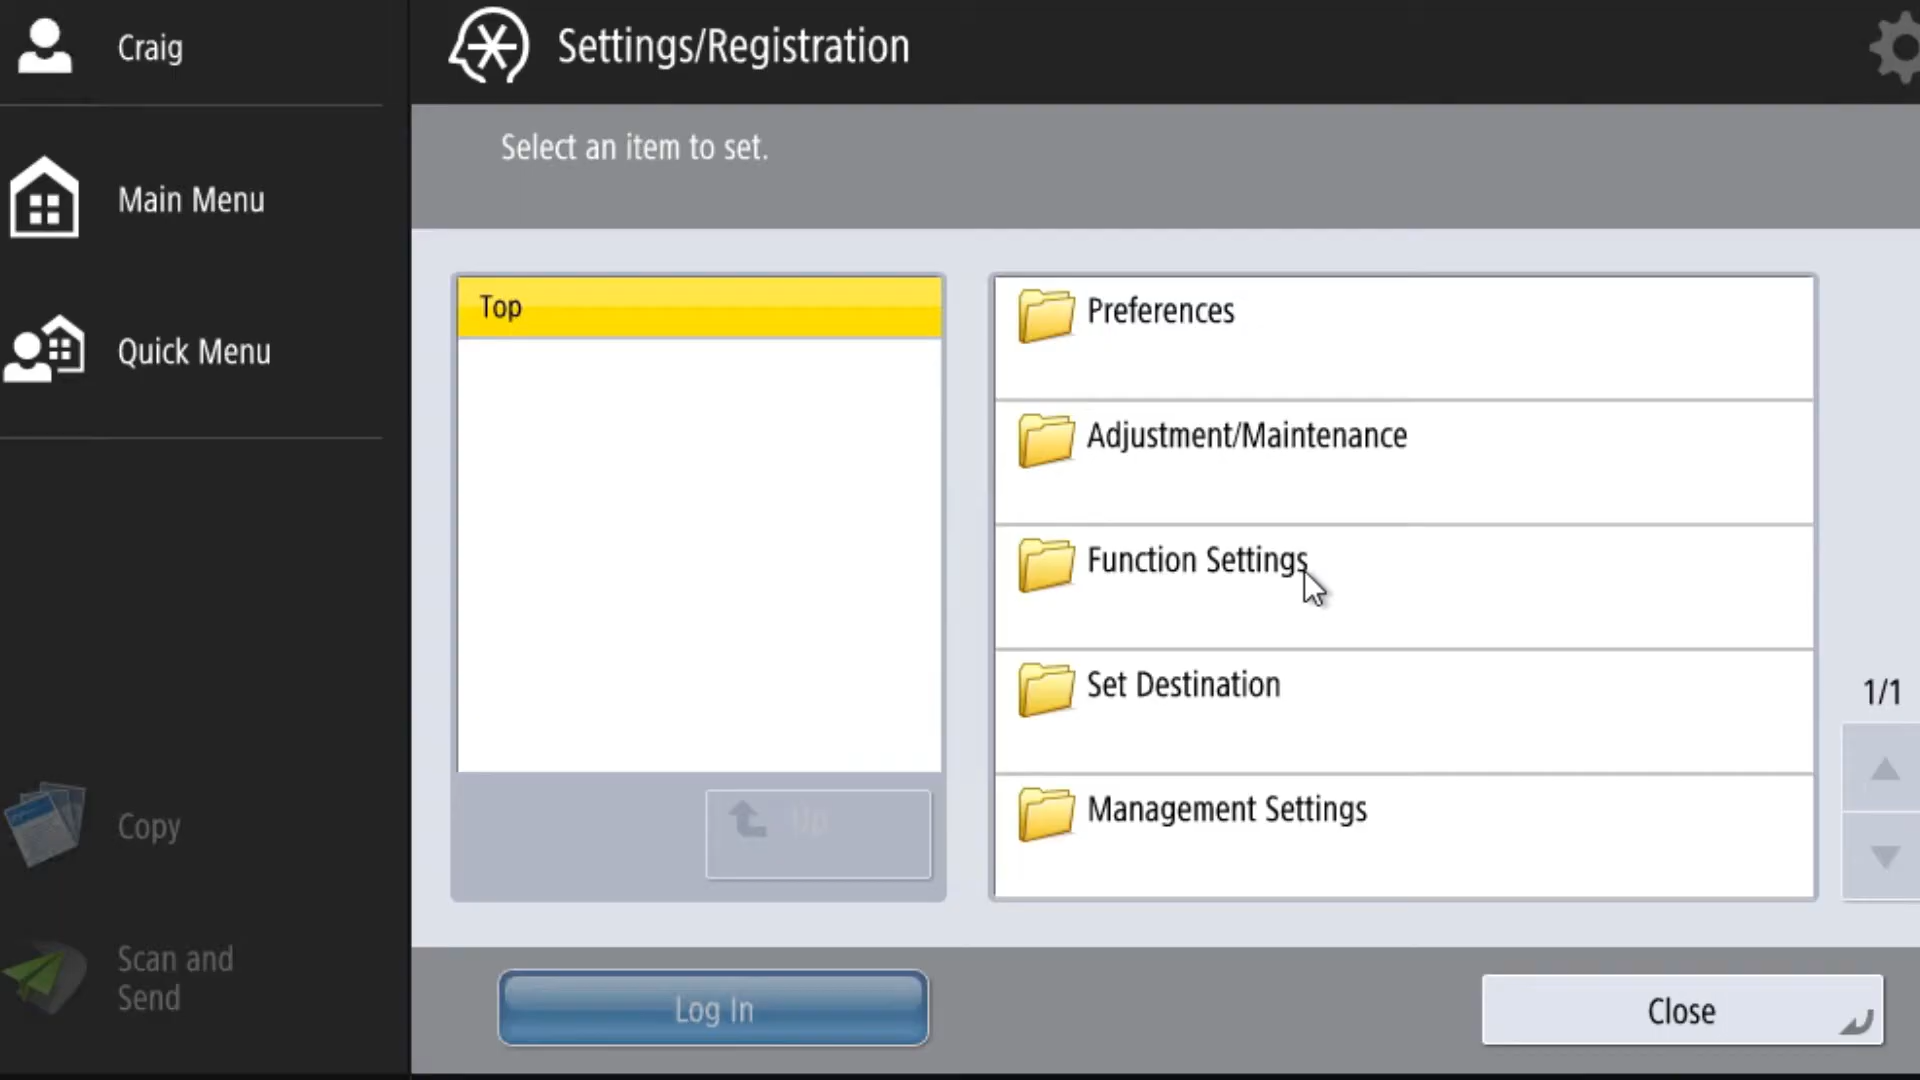 Craig
Settings/Registration
Select an item to set.
Main Menu
Quick Menu
Top
Preferences
Adjustment/Maintenance
Function Settings
Set Destination
Management Settings
1/1
Up
Copy
Scan and
Send
Log In
Close